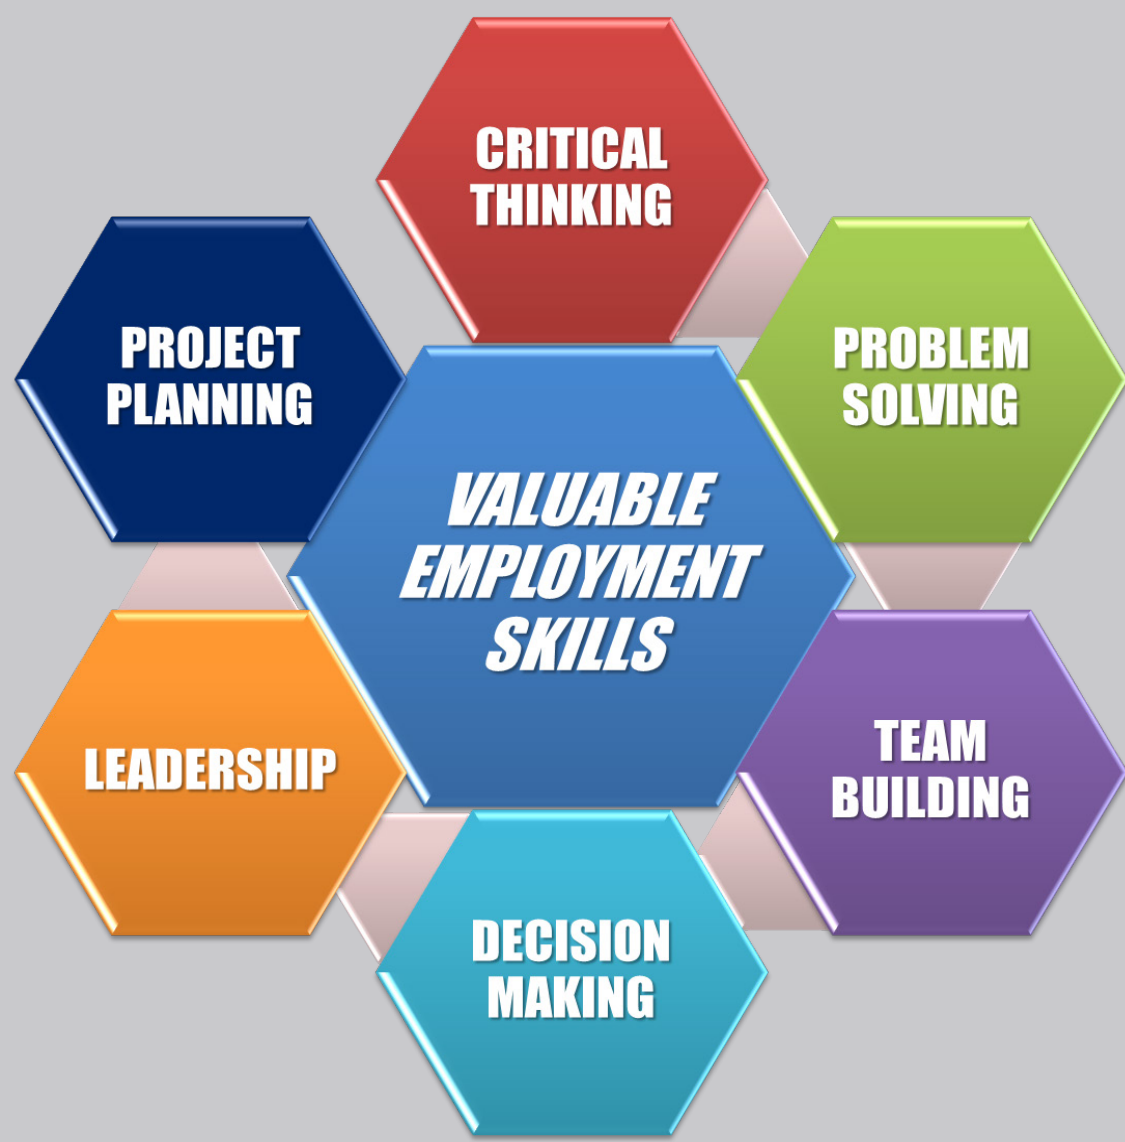 CRITICAL
THINKING
PROJECT
PLANNING
PROBLEM
SOLVING
VALUABLE
EMPLOYMENT
SKILLS
LEADERSHIP
TEAM
BUILDING
DECISION
MAKING